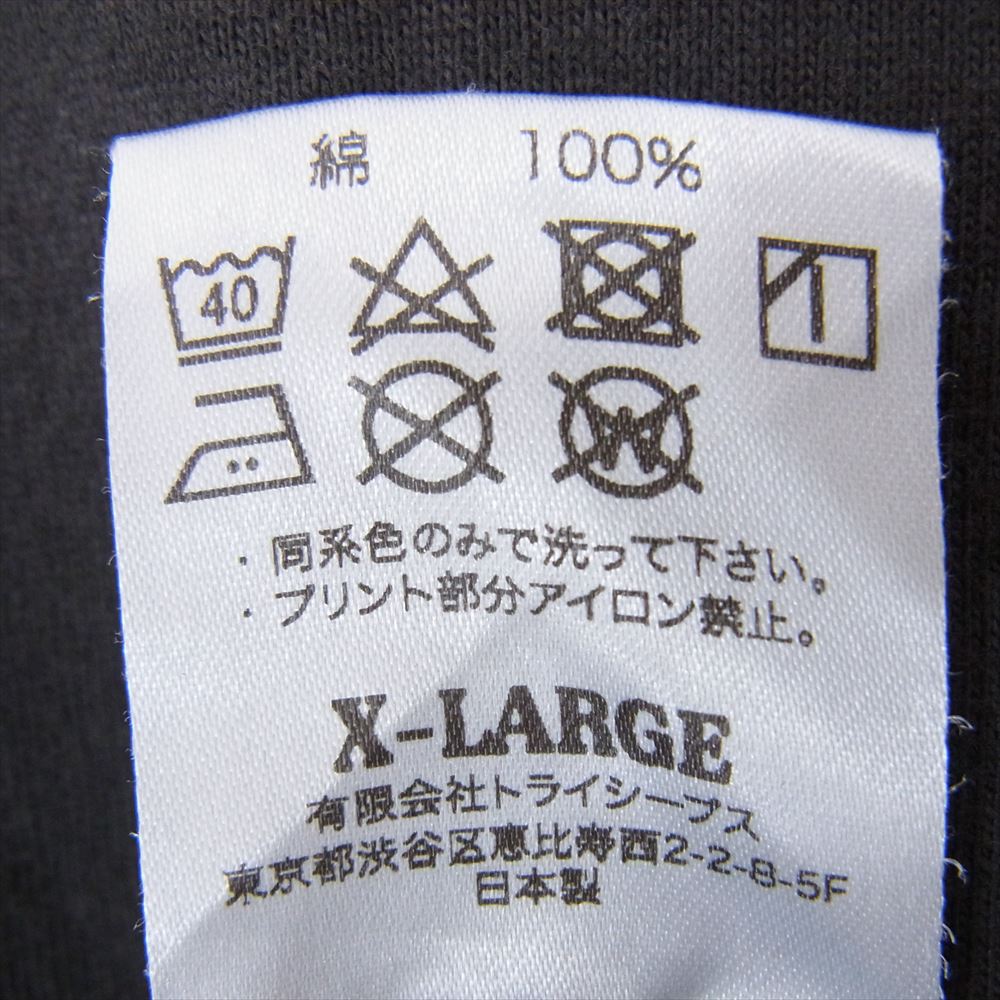 綿 100%
40
・同系色のみで洗って下さい。
・プリント部分アイロン禁止。
X-LARGE
有限会社トライシープス
東京都渋谷区恵比寿西2-2-8-5F
日本製